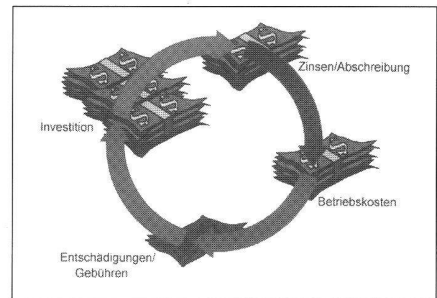 Zinsen/Abschreibung
Investition
Betriebskosten
Entschädigungen/
Gebühren